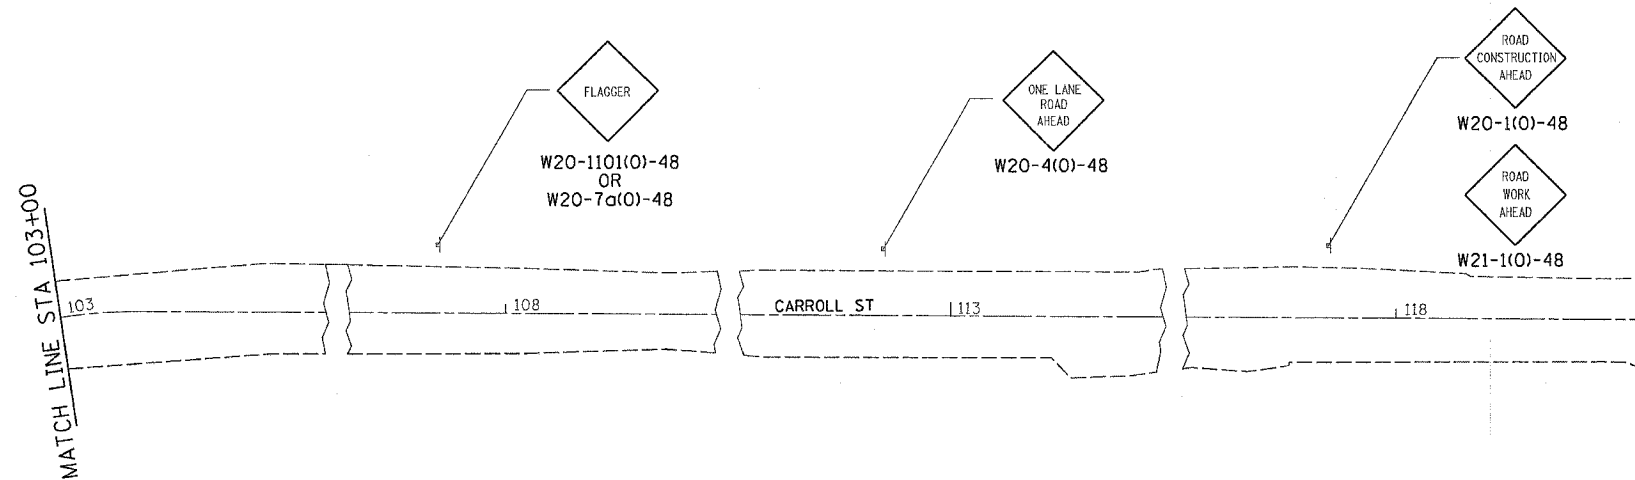 MATCH LINE STA 103+00
FLAGGER
W20-1101(O)-48
OR
W20-7a(O)-48
ONE LANE
ROAD
AHEAD
W20-4(O)-48
ROAD
CONSTRUCTION
AHEAD
W20-1(O)-48
ROAD
WORK
AHEAD
W21-1(O)-48
103
108
CARROLL ST
113
118